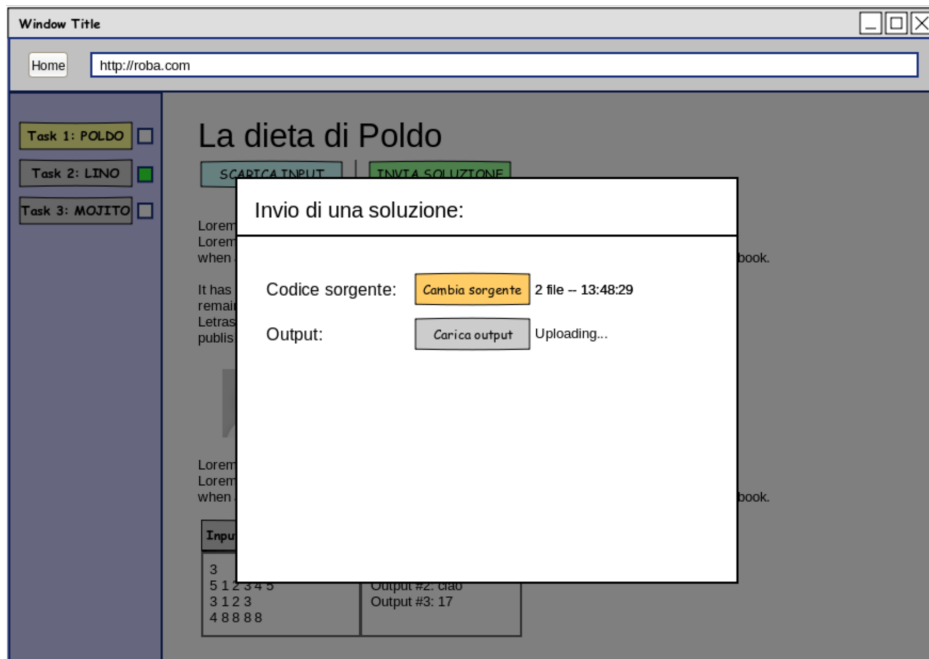 Window Title
Home
http://roba.com
Task 1: POLDO
Task 2: LINO
Task 3: MOJITO
La dieta di Poldo
SCARICA INPUT
INVIA SOLUZIONE
Invio di una soluzione:
Codice sorgente:
Cambia sorgente
2 file -- 13:48:29
Output:
Carica output
Uploading...
Lorem
Lorem
when
book.
It has
Letras
Lorem
Lorem
when
book.
3
5 1 2 3 4 5
Output #2: ciao
3 1 2 3
Output #3: 17
4 8 8 8 8